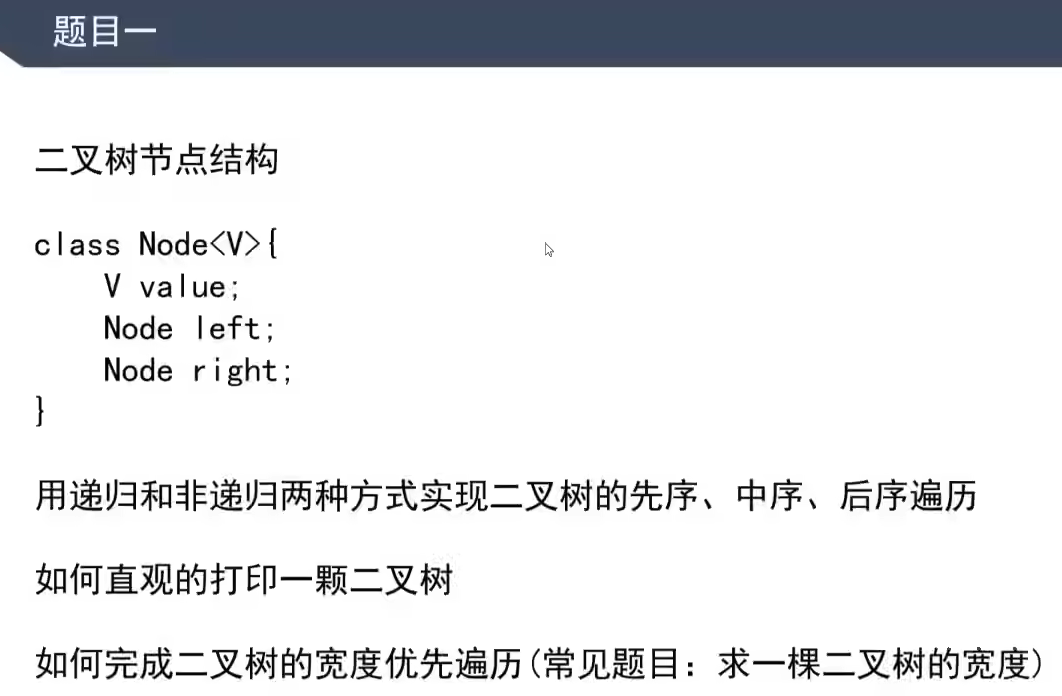 题目一
二叉树节点结构
class Node<V>{
V value;
Node left;
Node right;
}
用递归和非递归两种方式实现二叉树的先序、中序、后序遍历
如何直观的打印一颗二叉树
如何完成二叉树的宽度优先遍历(常见题目：求一棵二叉树的宽度)